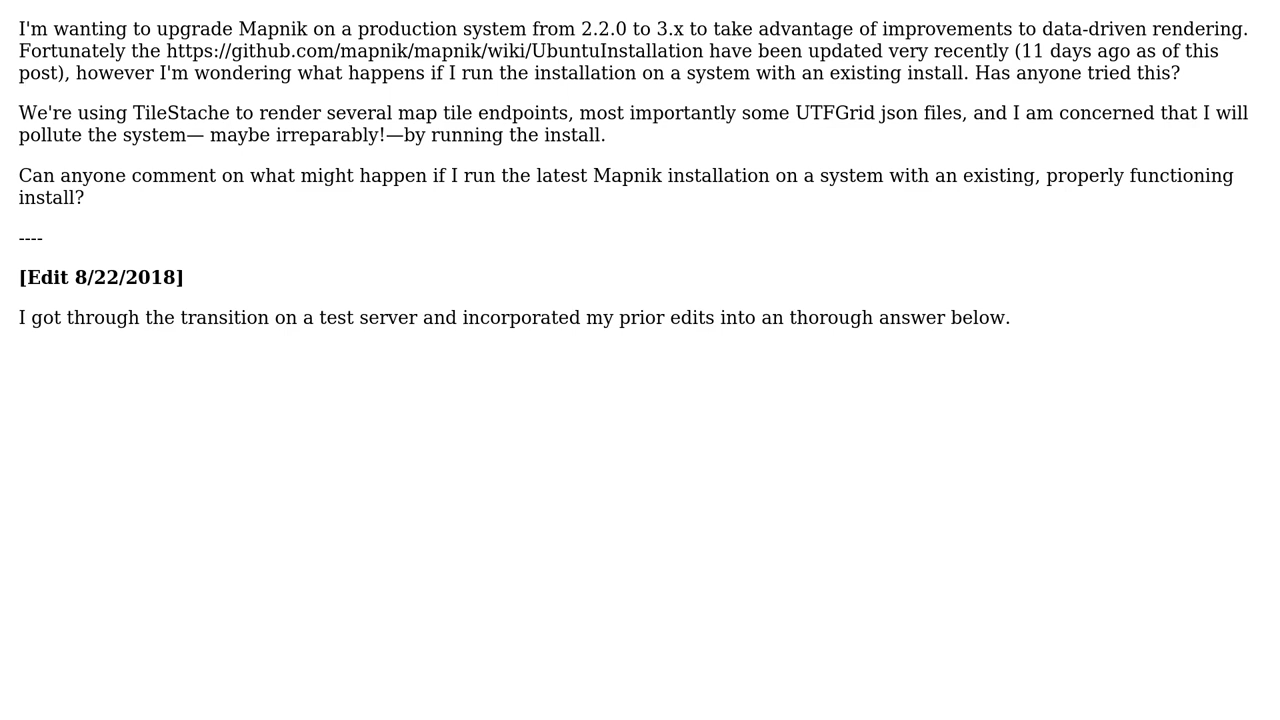 I'm wanting to upgrade Mapnik on a production system from 2.2.0 to 3.x to take advantage of improvements to data-driven rendering.
Fortunately the https://github.com/mapnik/mapnik/wiki/UbuntuInstallation have been updated very recently (11 days ago as of this
post), however I'm wondering what happens if I run the installation on a system with an existing install. Has anyone tried this?
We're using TileStache to render several map tile endpoints, most importantly some UTFGrid json files, and I am concerned that I will
pollute the system— maybe irreparably!—by running the install.
Can anyone comment on what might happen if I run the latest Mapnik installation on a system with an existing, properly functioning
install?
----
[Edit 8/22/2018]
I got through the transition on a test server and incorporated my prior edits into an thorough answer below.